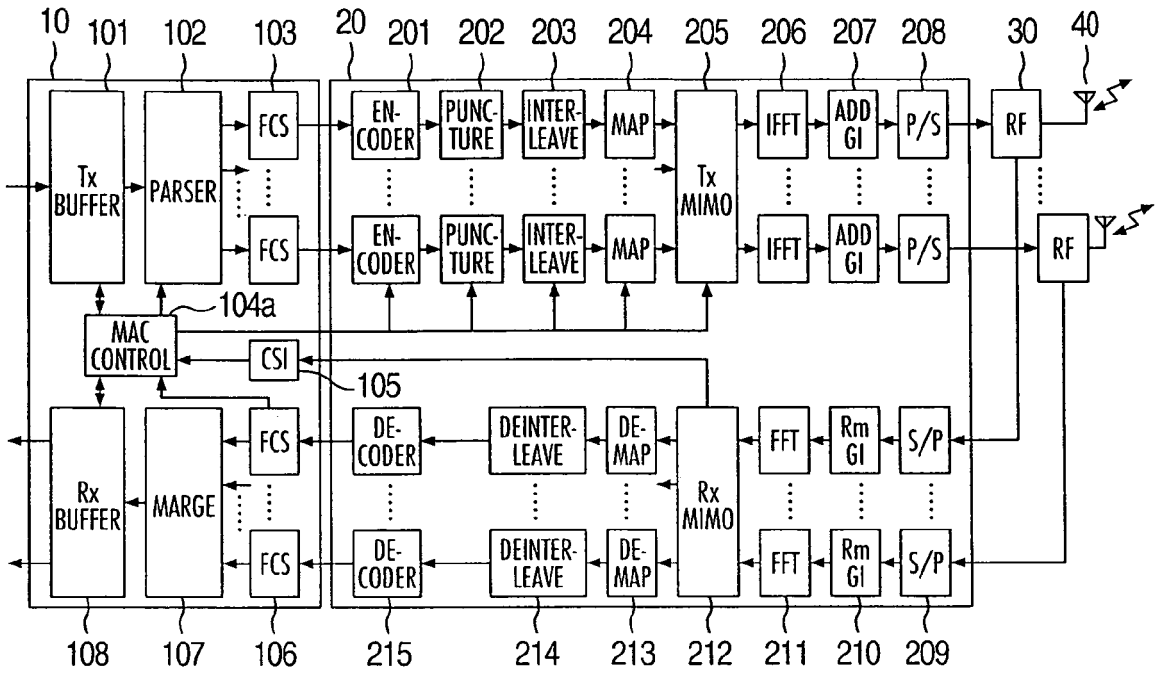 10 101 102 103 20 201 202 203 204 205 206 207 208 30 40
Tx
BUFFER
PARSER
FCS
EN-
CODER
PUNC-
TURE
INTER-
LEAVE
MAP
Tx
MIMO
IFFT
ADD
GI
P/S
RF
FCS
EN-
CODER
PUNC-
TURE
INTER-
LEAVE
MAP
IFFT
ADD
GI
P/S
RF
104a
MAC
CONTROL
CSI
105
Rx
BUFFER
MARGE
FCS
DE-
CODER
DEINTER-
LEAVE
DE-
MAP
Rx
MIMO
FFT
Rm
GI
S/P
FCS
DE-
CODER
DEINTER-
LEAVE
DE-
MAP
FFT
Rm
GI
S/P
108 107 106 215 214 213 212 211 210 209